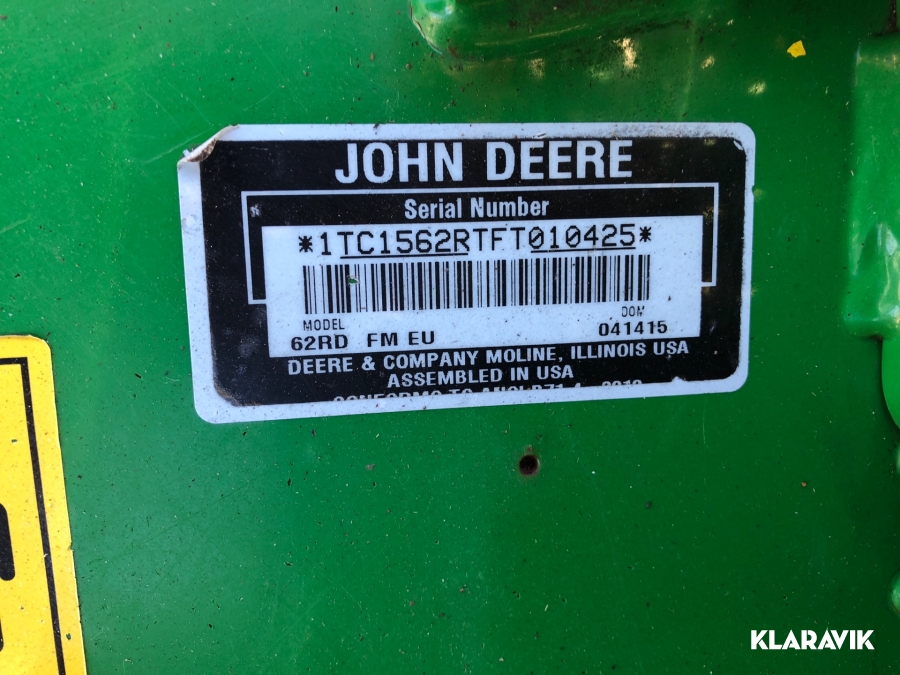 JOHN DEERE
Serial Number
*1TC1562RTFT010425*
MODEL
DOM
62RD FM EU
041415
DEERE & COMPANY MOLINE, ILLINOIS USA
ASSEMBLED IN USA
KLARAVIK